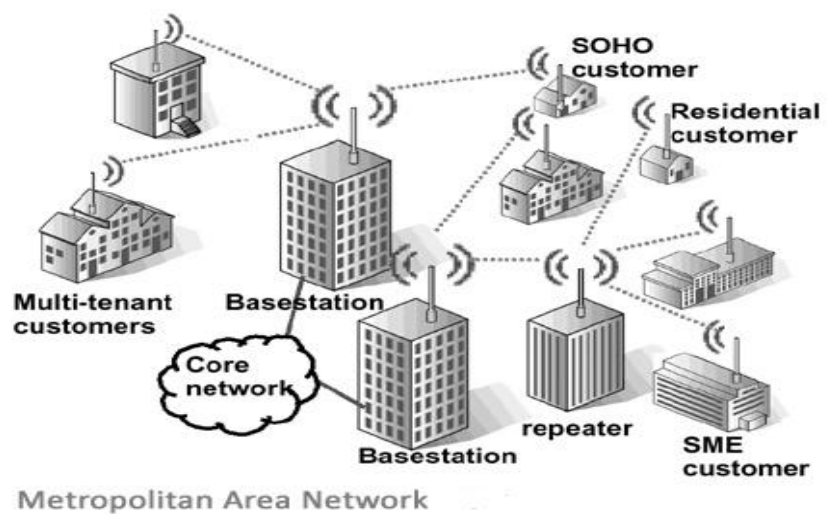 SOHO
customer
Residential
customer
Multi-tenant
customers
Basestation
Core
network
Basestation
repeater
SME
customer
Metropolitan Area Network